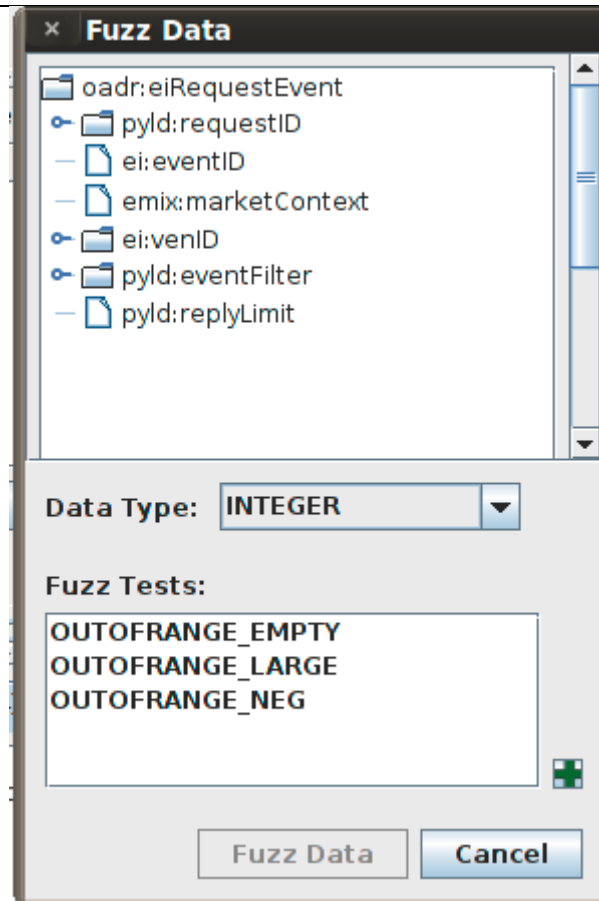 Fuzz Data
oadr:eiRequestEvent
pyld:requestID
ei:eventID
emix:marketContext
ei:venID
pyld:eventFilter
pyld:replyLimit
Data Type: INTEGER
Fuzz Tests:
OUTOFRANGE_EMPTY
OUTOFRANGE_LARGE
OUTOFRANGE_NEG
Fuzz Data Cancel